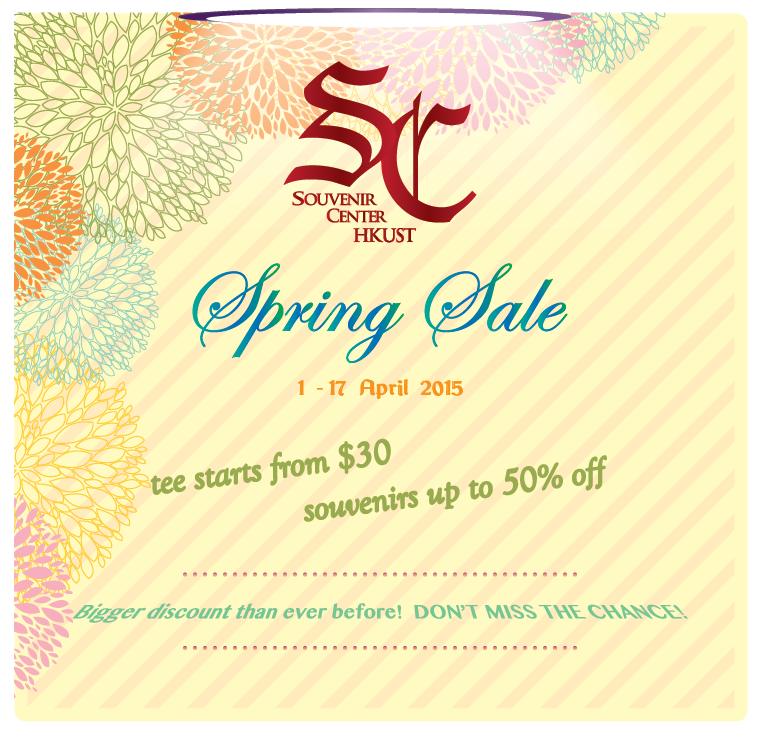 SC
SOUVENIR
CENTER
HKUST
Spring Sale
1 - 17 April 2015
tee starts from $30
souvenirs up to 50% off
Bigger discount than ever before! DON'T MISS THE CHANCE!